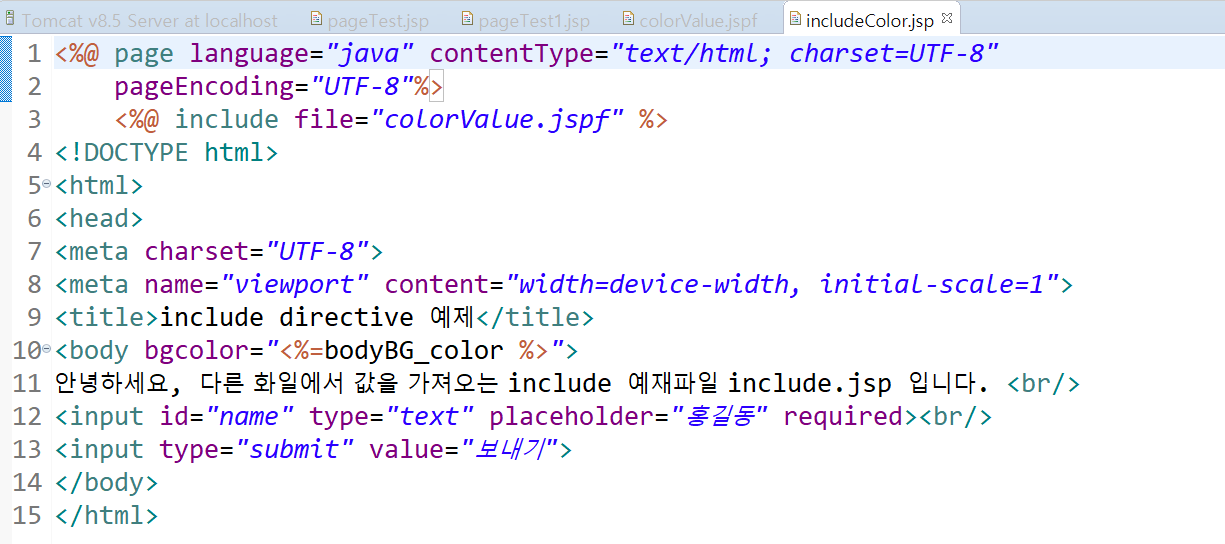 Tomcat v8.5 Server at localhost pageTest.jsp pageTest1.jsp colorValue.jspf includeColor.jsp
1 <%@ page language="java" contentType="text/html; charset=UTF-8"
2 pageEncoding="UTF-8"%>
3 <%@ include file="colorValue.jspf" %>
4 <!DOCTYPE html>
5 <html>
6 <head>
7 <meta charset="UTF-8">
8 <meta name="viewport" content="width=device-width, initial-scale=1">
9 <title>include directive 예제</title>
10 <body bgcolor="<%=bodyBG_color %>">
11 안녕하세요, 다른 화일에서 값을 가져오는 include 예재파일 include.jsp 입니다. <br/>
12 <input id="name" type="text" placeholder="홍길동" required><br/>
13 <input type="submit" value="보내기">
14 </body>
15 </html>